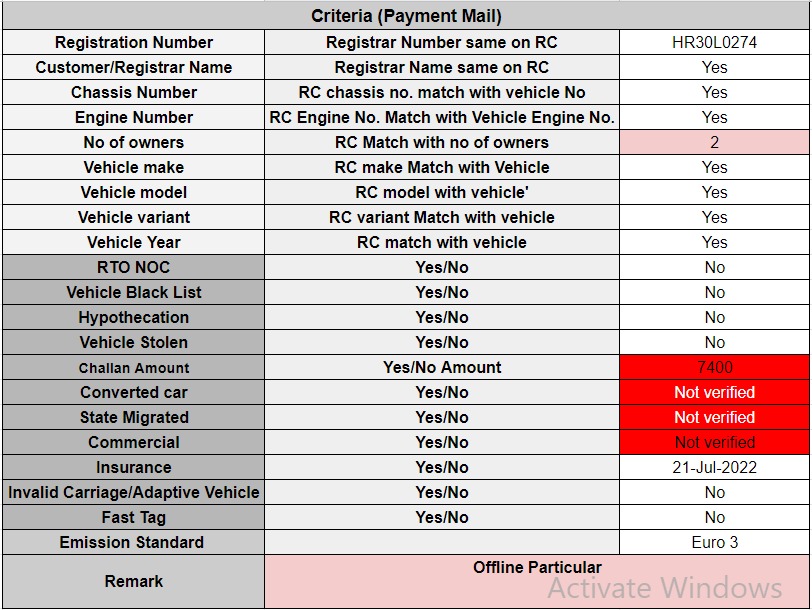 Criteria (Payment Mail)
Registration Number Registrar Number same on RC HR30L0274
Customer/Registrar Name Registrar Name same on RC Yes
Chassis Number RC chassis no. match with vehicle No Yes
Engine Number RC Engine No. Match with Vehicle Engine No. Yes
No of owners RC Match with no of owners 2
Vehicle make RC make Match with Vehicle Yes
Vehicle model RC model with vehicle' Yes
Vehicle variant RC variant Match with vehicle Yes
Vehicle Year RC match with vehicle Yes
RTO NOC Yes/No No
Vehicle Black List Yes/No No
Hypothecation Yes/No No
Vehicle Stolen Yes/No No
Challan Amount Yes/No Amount 7400
Converted car Yes/No Not verified
State Migrated Yes/No Not verified
Commercial Yes/No Not verified
Insurance Yes/No 21-Jul-2022
Invalid Carriage/Adaptive Vehicle Yes/No No
Fast Tag Yes/No No
Emission Standard Euro 3
Remark Offline Particular
Activate Windows